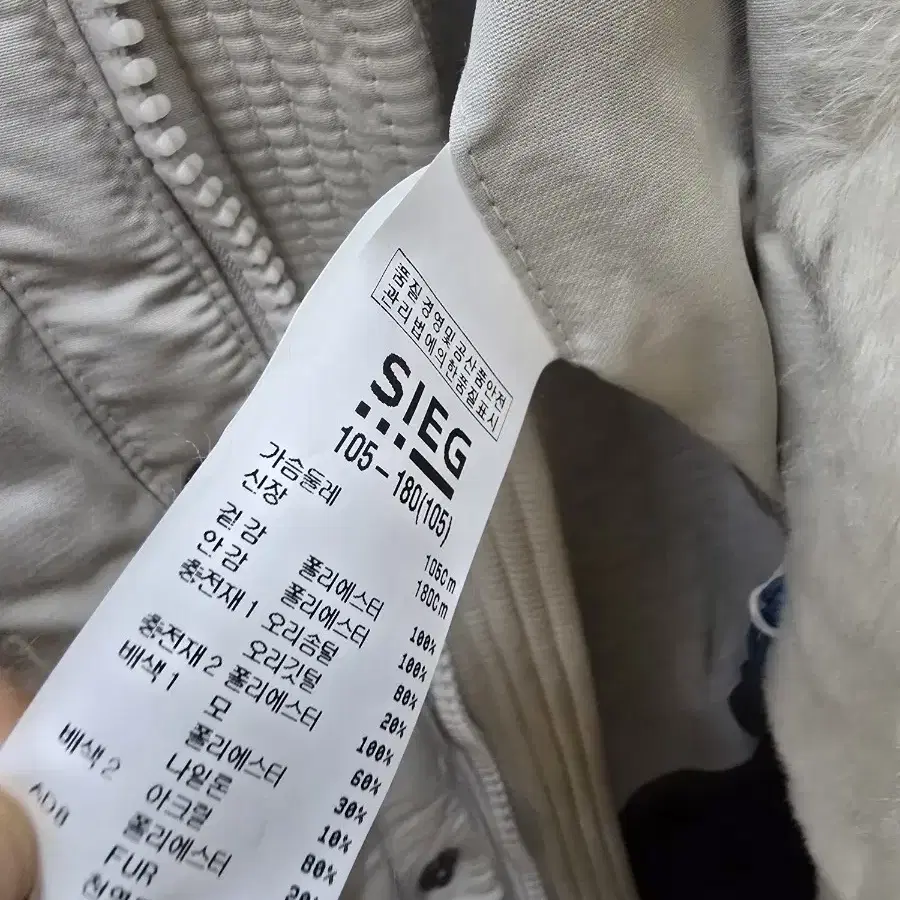 품질경영및공산품안전
관리법에의한품질표시
SIEG
105-180(105)
가슴둘레 105cm
신장 180cm
겉감 폴리에스터 100%
안감 폴리에스터 100%
충전재1 오리솜털 80%
오리깃털 20%
충전재2 폴리에스터 100%
배색1 모 60%
폴리에스터 30%
나일론 10%
배색2 아크릴 80%
폴리에스터 20%
FUR